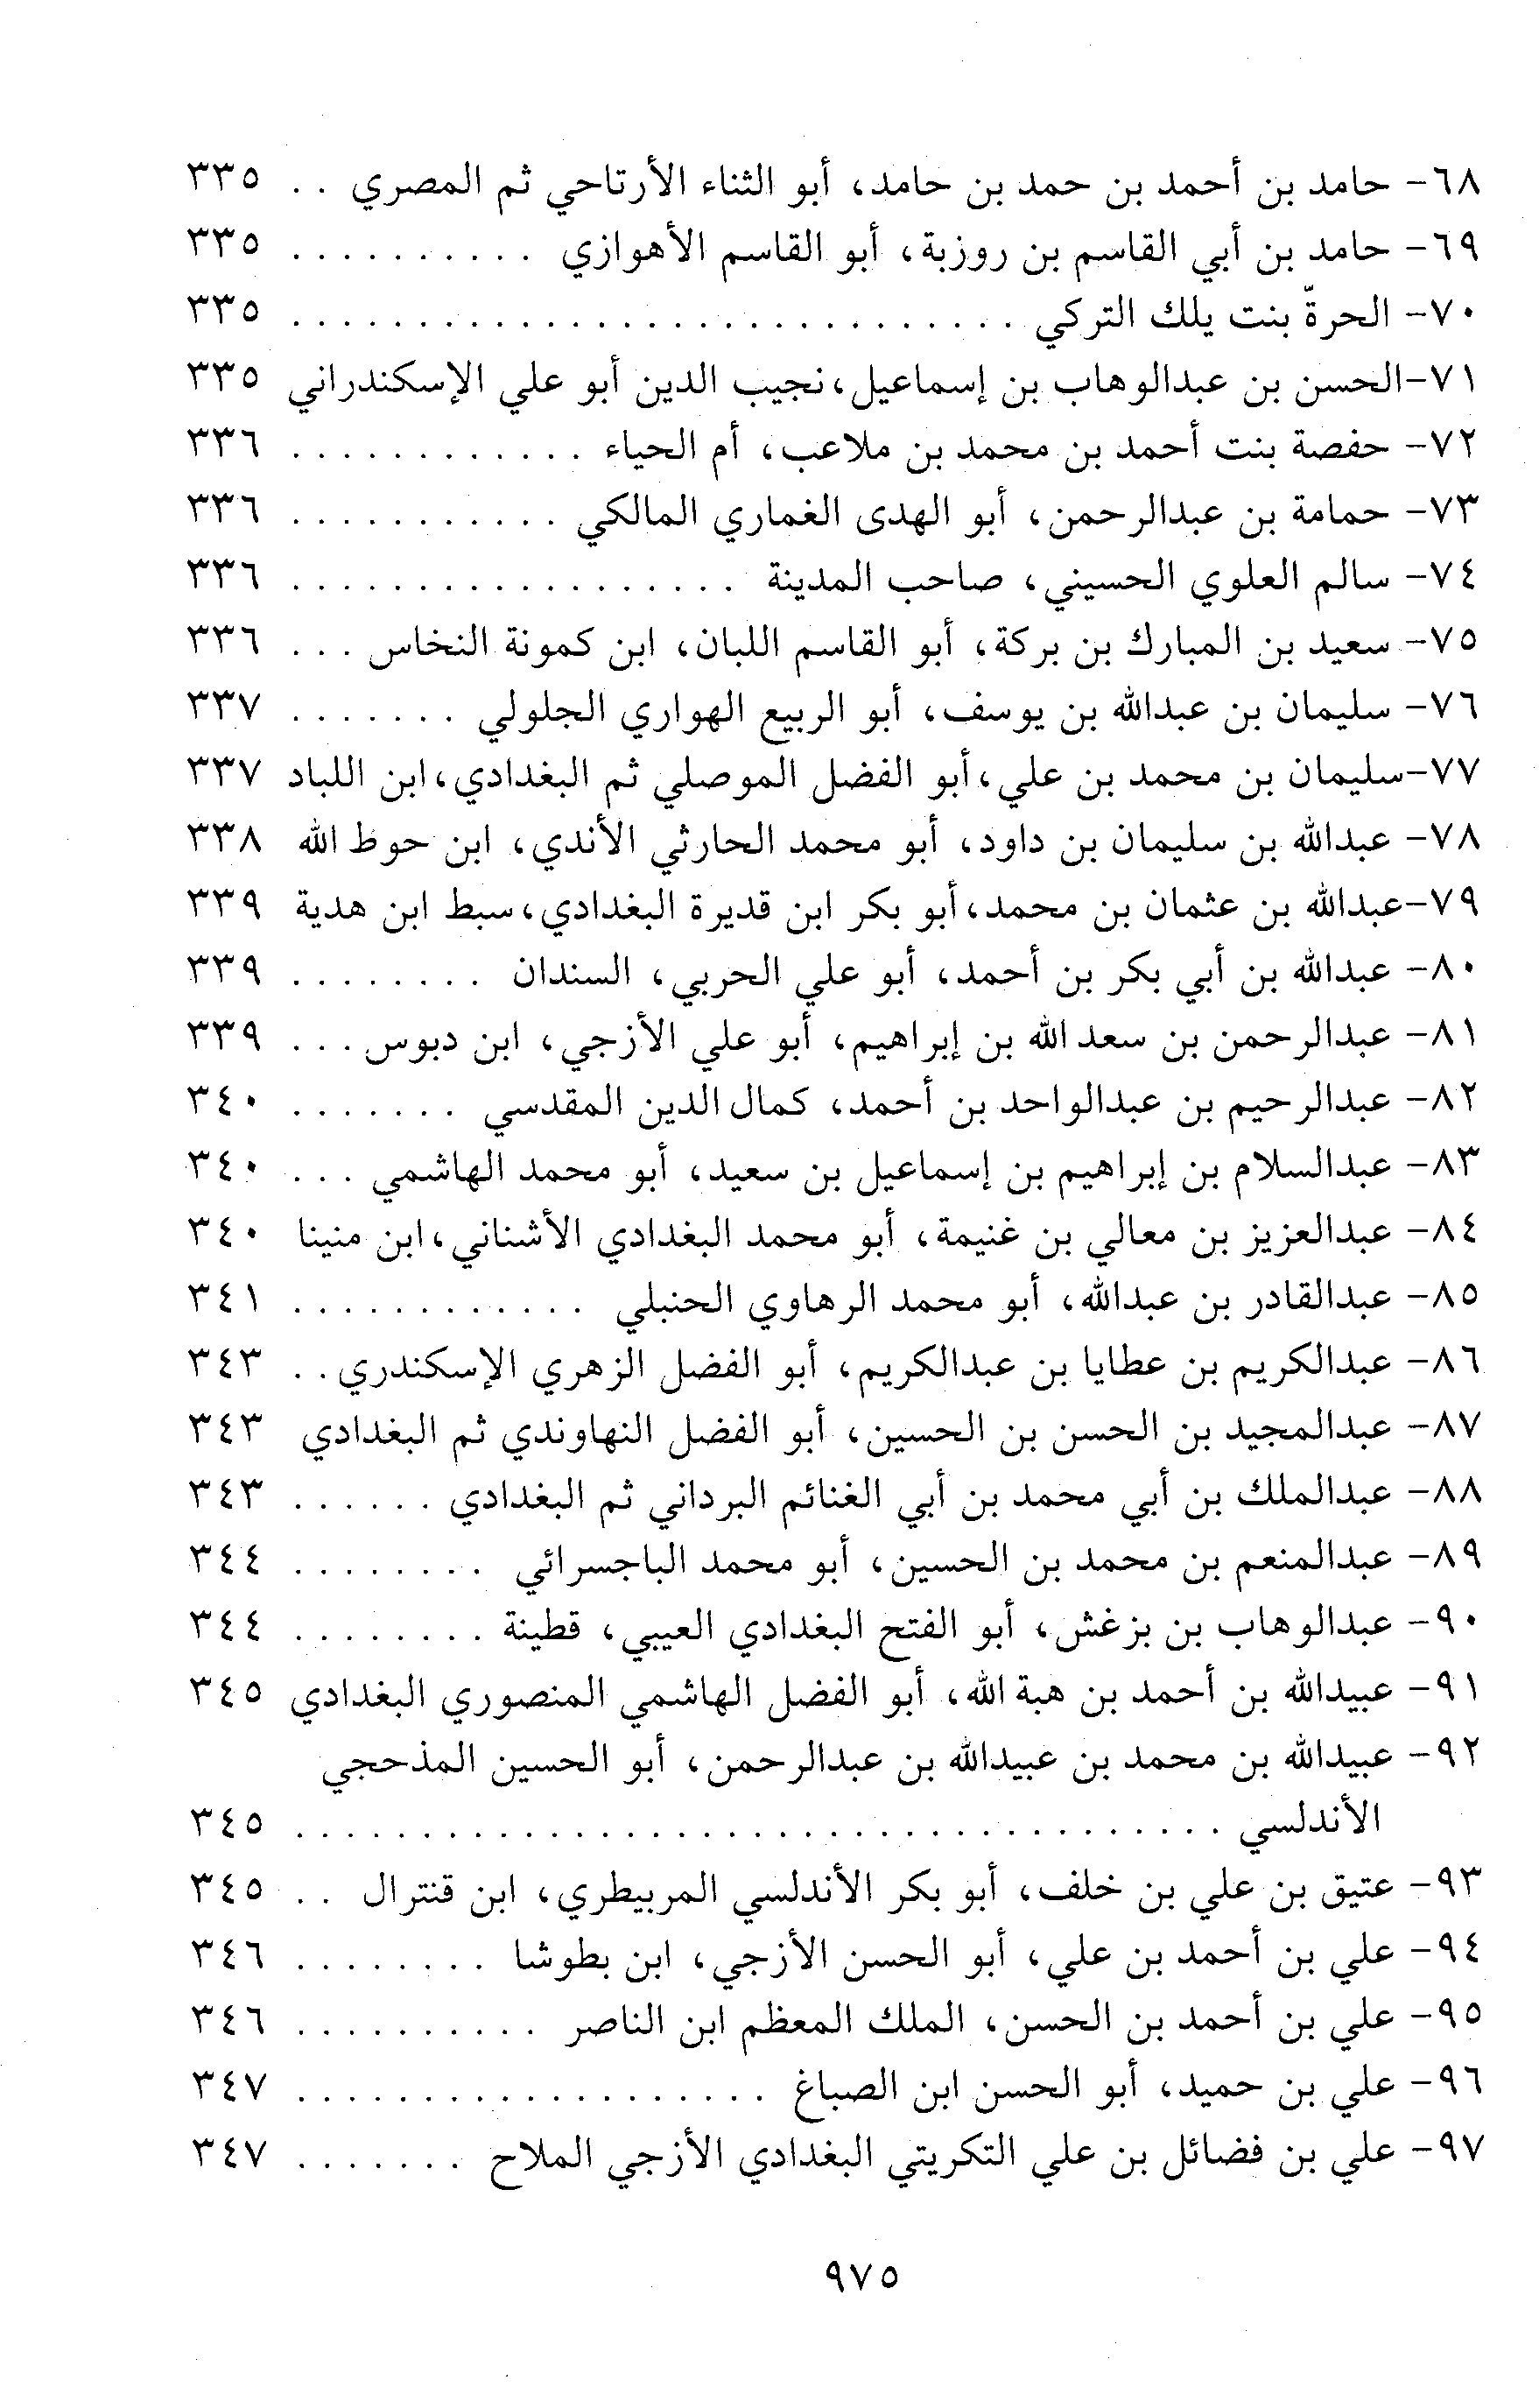 ٦٨- حامد بن أحمد بن حمد بن حامد، أبو الثناء الأرتاحي ثم المصري . . ٣٣٥
٦٩- حامد بن أبي القاسم بن روزبة، أبو القاسم الأهوازي . . . . . . . . . . ٣٣٥
٧٠- الحرةّ بنت يلك التركي . . . . . . . . . . . . . . . . . . . . . . . . . . . . . ٣٣٥
٧١-الحسن بن عبدالوهاب بن إسماعيل،نجيب الدين أبو علي الإسكندراني ٣٣٥
٧٢- حفصة بنت أحمد بن محمد بن ملاعب، أم الحياء . . . . . . . . . . . . ٣٣٦
٧٣- حمامة بن عبدالرحمن، أبو الهدى الغماري المالكي . . . . . . . . . . . ٣٣٦
٧٤- سالم العلوي الحسيني، صاحب المدينة . . . . . . . . . . . . . . . . . . ٣٣٦
٧٥- سعيد بن المبارك بن بركة، أبو القاسم اللبان، ابن كمونة النخاس . . . ٣٣٦
٧٦- سليمان بن عبدالله بن يوسف، أبو الربيع الهواري الجلولي . . . . . . . ٣٣٧
٧٧-سليمان بن محمد بن علي،أبو الفضل الموصلي ثم البغدادي،ابن اللباد ٣٣٧
٧٨- عبدالله بن سليمان بن داود، أبو محمد الحارثي الأندي، ابن حوط الله ٣٣٨
٧٩-عبدالله بن عثمان بن محمد،أبو بكر ابن قديرة البغدادي،سبط ابن هدية ٣٣٩
٨٠- عبدالله بن أبي بكر بن أحمد، أبو علي الحربي، السندان . . . . . . . . ٣٣٩
٨١- عبدالرحمن بن سعد الله بن إبراهيم، أبو علي الأزجي، ابن دبوس . . . ٣٣٩
٨٢- عبدالرحيم بن عبدالواحد بن أحمد، كمال الدين المقدسي . . . . . . . ٣٤٠
٨٣- عبدالسلام بن إبراهيم بن إسماعيل بن سعيد، أبو محمد الهاشمي . . . ٣٤٠
٨٤- عبدالعزيز بن معالي بن غنيمة، أبو محمد البغدادي الأشناني،ابن منينا ٣٤٠
٨٥- عبدالقادر بن عبدالله، أبو محمد الرهاوي الحنبلي . . . . . . . . . . . . ٣٤١
٨٦- عبدالكريم بن عطايا بن عبدالكريم، أبو الفضل الزهري الإسكندري . . ٣٤٣
٨٧- عبدالمجيد بن الحسن بن الحسين، أبو الفضل النهاوندي ثم البغدادي ٣٤٣
٨٨- عبدالملك بن أبي محمد بن أبي الغنائم البرداني ثم البغدادي . . . . . . ٣٤٣
٨٩- عبدالمنعم بن محمد بن الحسين، أبو محمد الباجسرائي . . . . . . . . ٣٤٤
٩٠- عبدالوهاب بن بزغش، أبو الفتح البغدادي العيبي، قطينة . . . . . . . . ٣٤٤
٩١- عبيدالله بن أحمد بن هبة الله، أبو الفضل الهاشمي المنصوري البغدادي ٣٤٥
٩٢- عبيدالله بن محمد بن عبيدالله بن عبدالرحمن، أبو الحسين المذحجي
الأندلسي . . . . . . . . . . . . . . . . . . . . . . . . . . . . . . . . . . . . . ٣٤٥
٩٣- عتيق بن علي بن خلف، أبو بكر الأندلسي المربيطري، ابن قنترال . . ٣٤٥
٩٤- علي بن أحمد بن علي، أبو الحسن الأزجي، ابن بطوشا . . . . . . . . ٣٤٦
٩٥- علي بن أحمد بن الحسن، الملك المعظم ابن الناصر . . . . . . . . . . ٣٤٦
٩٦- علي بن حميد، أبو الحسن ابن الصباغ . . . . . . . . . . . . . . . . . . . ٣٤٧
٩٧- علي بن فضائل بن علي التكريتي البغدادي الأزجي الملاح . . . . . . . ٣٤٧
٩٧٥